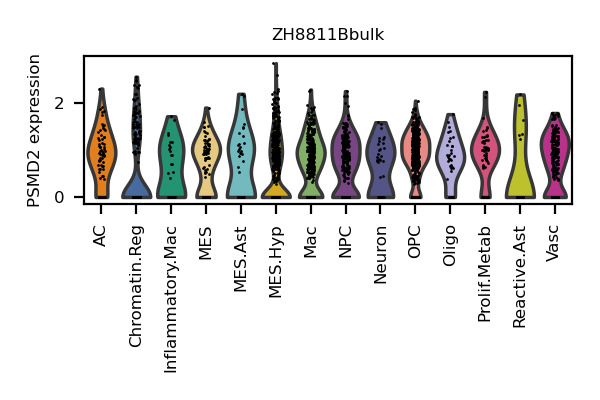 ZH8811Bbulk
PSMD2 expression
2
0
AC
Chromatin.Reg
Inflammatory.Mac
MES
MES.Ast
MES.Hyp
Mac
NPC
Neuron
OPC
Oligo
Prolif.Metab
Reactive.Ast
Vasc